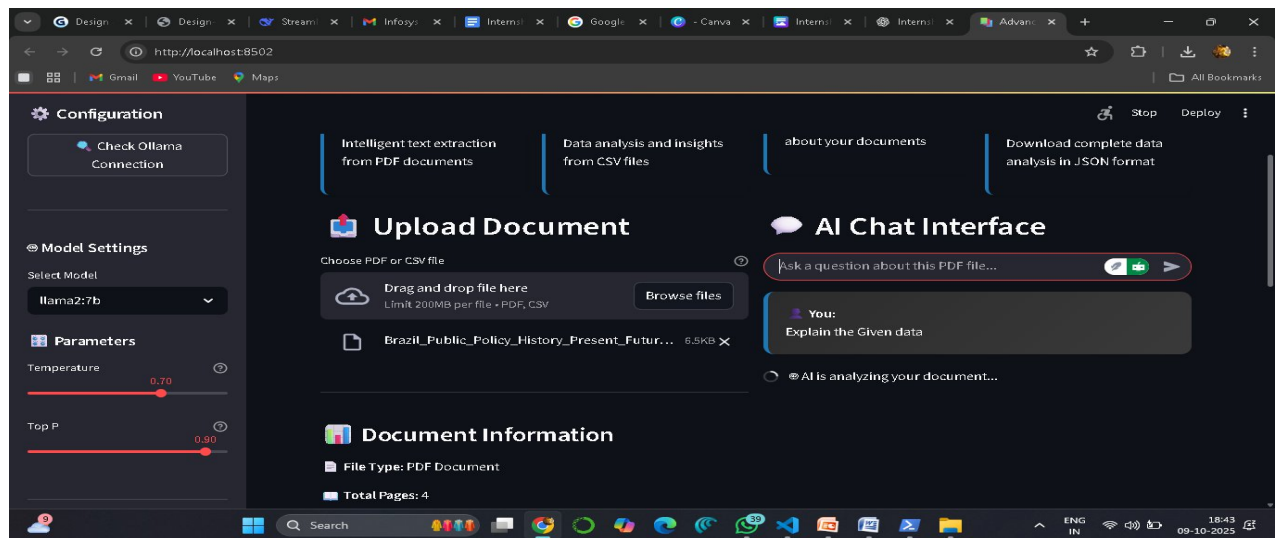 Design
Design-
Streaml
Infosys
Internsh
Google
- Canva
Internsl
Internsl
Advanc
http://localhost:8502
Gmail
YouTube
Maps
All Bookmarks
Configuration
Check Ollama
Connection
Model Settings
Select Model
llama2:7b
Parameters
Temperature
0.70
Top P
0.90
Stop
Deploy
Intelligent text extraction
from PDF documents
Data analysis and insights
from CSV files
about your documents
Download complete data
analysis in JSON format
Upload Document
Choose PDF or CSV file
Drag and drop file here
Limit 200MB per file • PDF, CSV
Browse files
Brazil_Public_Policy_History_Present_Futur... 6.5KB
Document Information
File Type: PDF Document
Total Pages: 4
AI Chat Interface
Ask a question about this PDF file...
You:
Explain the Given data
AI is analyzing your document...
9
Search
39
ENG
IN
18:43
09-10-2025